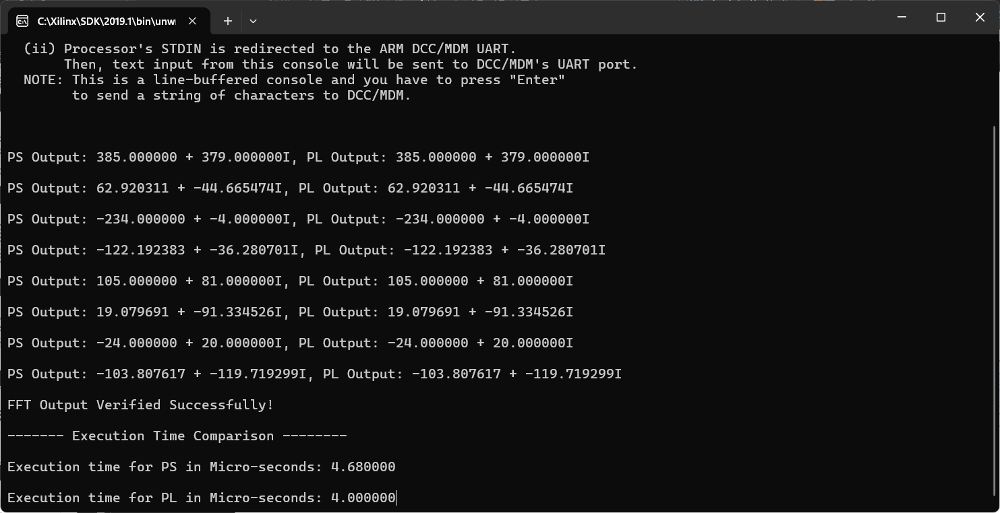 C:\Xilinx\SDK\2019.1\bin\unw
(ii) Processor's STDIN is redirected to the ARM DCC/MDM UART.
Then, text input from this console will be sent to DCC/MDM's UART port.
NOTE: This is a line-buffered console and you have to press "Enter"
to send a string of characters to DCC/MDM.
PS Output: 385.000000 + 379.000000I, PL Output: 385.000000 + 379.000000I
PS Output: 62.920311 + -44.665474I, PL Output: 62.920311 + -44.665474I
PS Output: -234.000000 + -4.000000I, PL Output: -234.000000 + -4.000000I
PS Output: -122.192383 + -36.280701I, PL Output: -122.192383 + -36.280701I
PS Output: 105.000000 + 81.000000I, PL Output: 105.000000 + 81.000000I
PS Output: 19.079691 + -91.334526I, PL Output: 19.079691 + -91.334526I
PS Output: -24.000000 + 20.000000I, PL Output: -24.000000 + 20.000000I
PS Output: -103.807617 + -119.719299I, PL Output: -103.807617 + -119.719299I
FFT Output Verified Successfully!
------- Execution Time Comparison --------
Execution time for PS in Micro-seconds: 4.680000
Execution time for PL in Micro-seconds: 4.000000